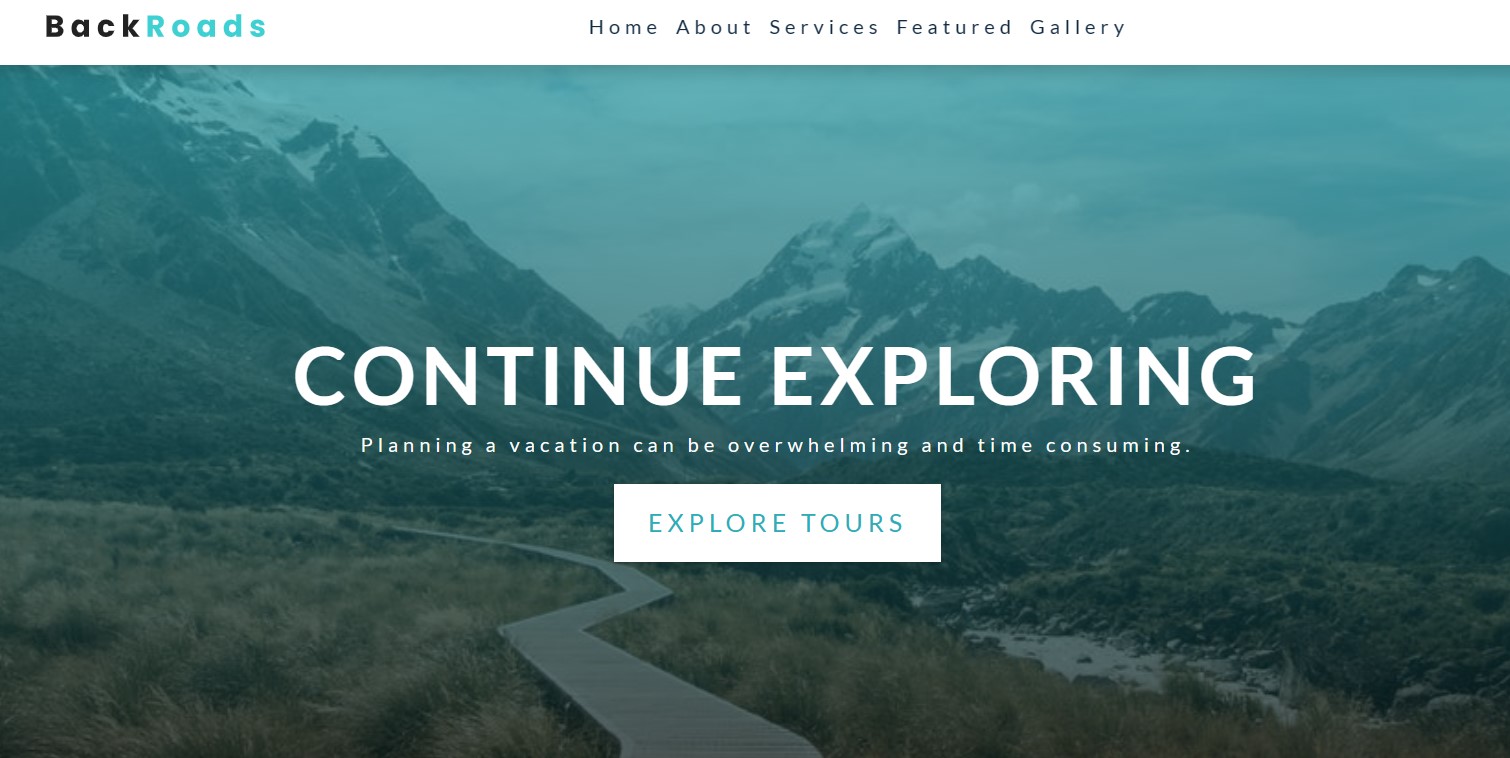 BackRoads Home About Services Featured Gallery
CONTINUE EXPLORING
Planning a vacation can be overwhelming and time consuming.
EXPLORE TOURS